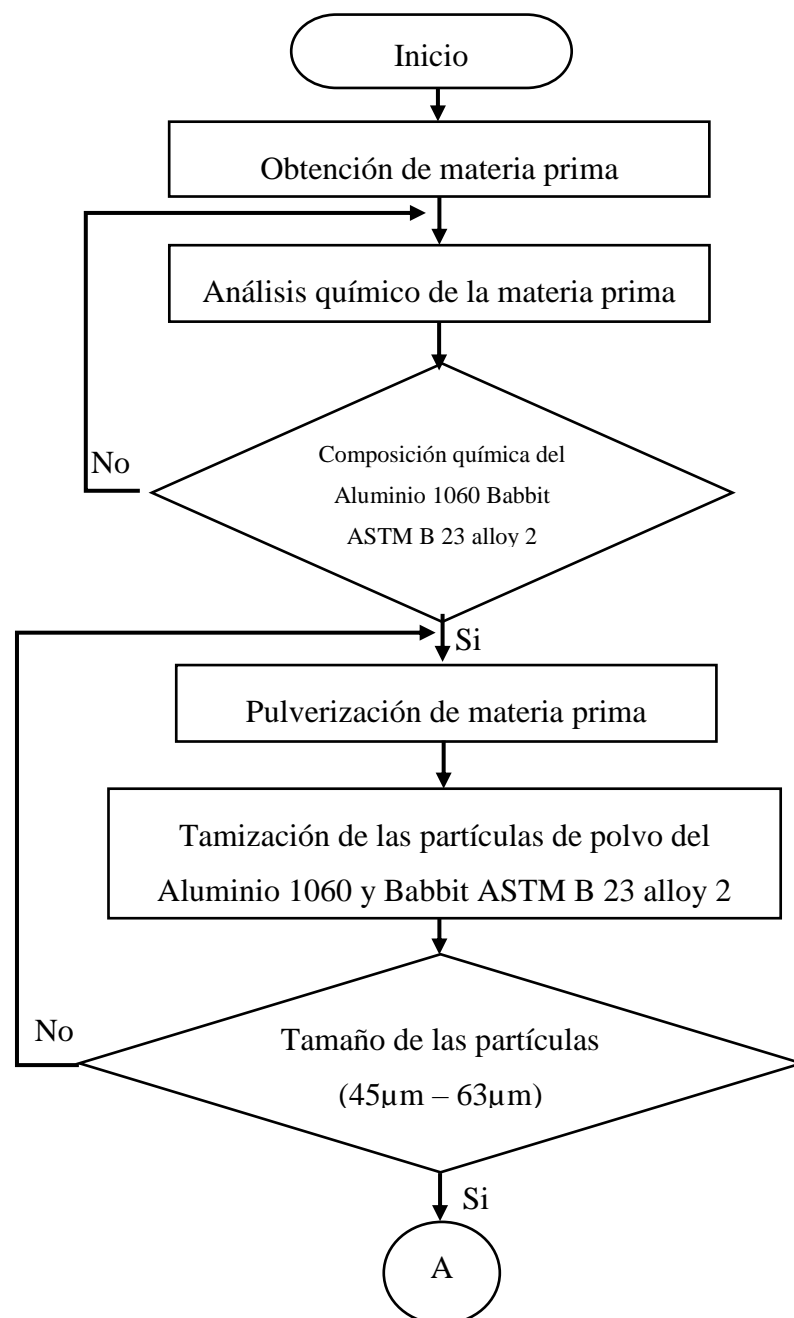 Inicio
Obtención de materia prima
Análisis químico de la materia prima
No
Composición química del
Aluminio 1060 Babbit
ASTM B 23 alloy 2
Si
Pulverización de materia prima
Tamización de las partículas de polvo del
Aluminio 1060 y Babbit ASTM B 23 alloy 2
No
Tamaño de las partículas
(45µm – 63µm)
Si
A